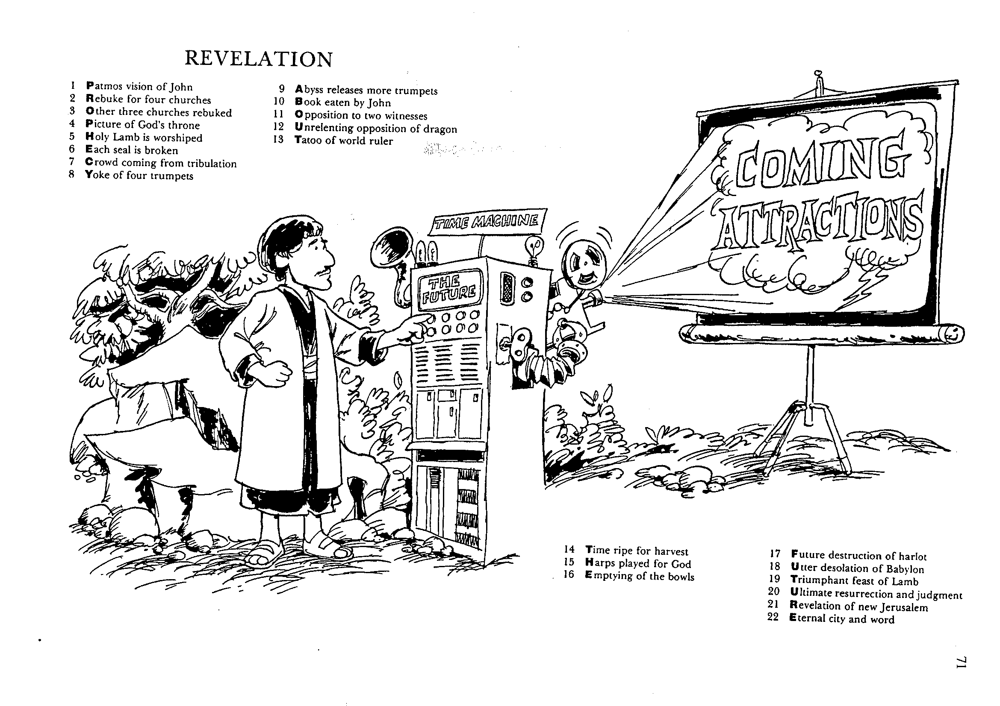 REVELATION
1 Patmos vision of John
2 Rebuke for four churches
3 Other three churches rebuked
4 Picture of God's throne
5 Holy Lamb is worshiped
6 Each seal is broken
7 Crowd coming from tribulation
8 Yoke of four trumpets
9 Abyss releases more trumpets
10 Book eaten by John
11 Opposition to two witnesses
12 Unrelenting opposition of dragon
13 Tatoo of world ruler
COMING
ATTRACTIONS
TIME MACHINE
THE
FUTURE
14 Time ripe for harvest
15 Harps played for God
16 Emptying of the bowls
17 Future destruction of harlot
18 Utter desolation of Babylon
19 Triumphant feast of Lamb
20 Ultimate resurrection and judgment
21 Revelation of new Jerusalem
22 Eternal city and word
71